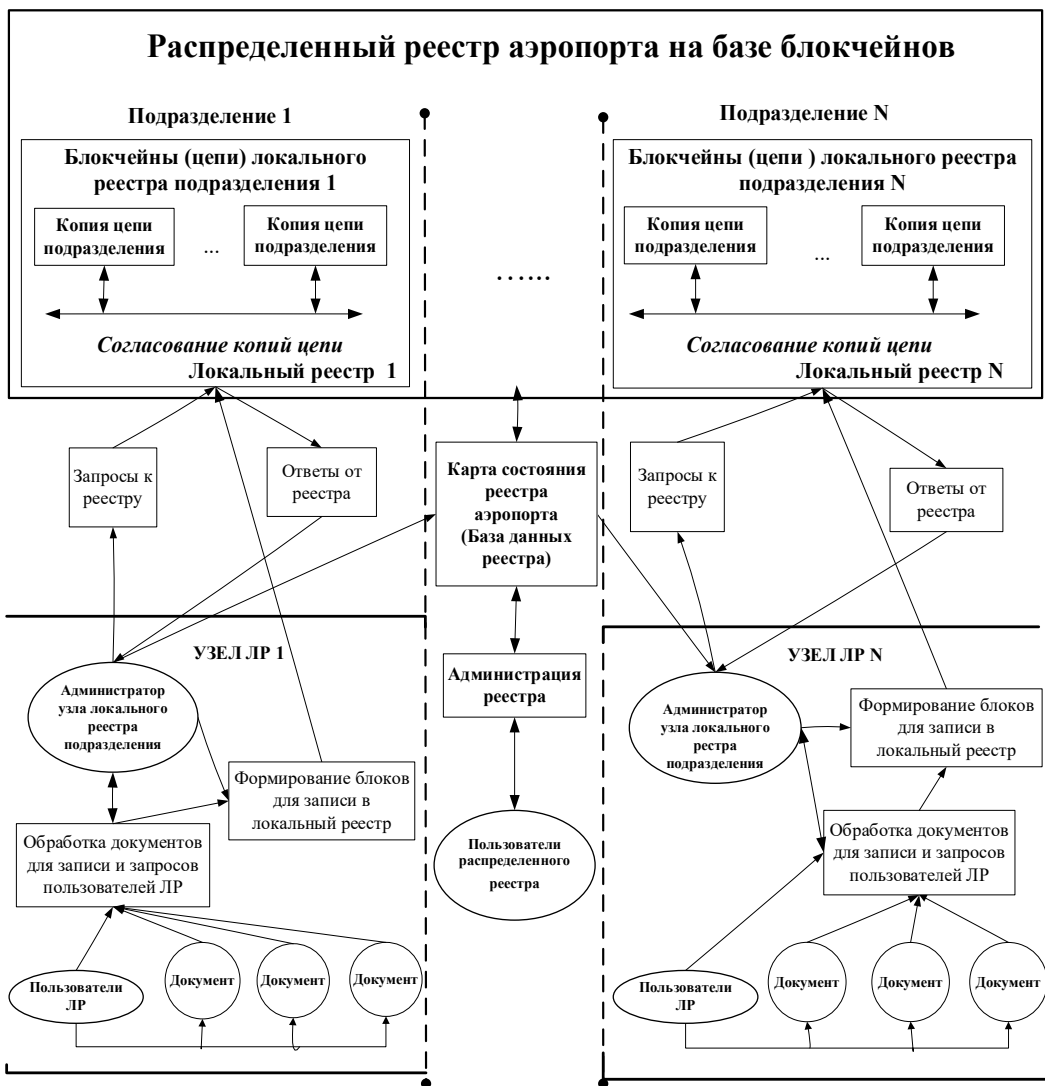 Распределенный реестр аэропорта на базе блокчейнов
Подразделение 1
Блокчейны (цепи) локального
реестра подразделения 1
Копия цепи
подразделения
...
Копия цепи
подразделения
Согласование копий цепи
Локальный реестр 1
.......
Подразделение N
Блокчейны (цепи ) локального реестра
подразделения N
Копия цепи
подразделения
...
Копия цепи
подразделения
Согласование копий цепи
Локальный реестр N
Запросы к
реестру
Ответы от
реестра
Карта состояния
реестра
аэропорта
(База данных
реестра)
Запросы к
реестру
Ответы от
реестра
УЗЕЛ ЛР 1
Администратор
узла локального
реестра
подразделения
Формирование блоков
для записи в
локальный реестр
Обработка документов
для записи и запросов
пользователей ЛР
Пользователи
ЛР
Документ
Документ
Документ
Администрация
реестра
Пользователи
распределенного
реестра
УЗЕЛ ЛР N
Администратор
узла локального
рестра
подразделения
Формирование блоков
для записи в
локальный реестр
Обработка документов
для записи и запросов
пользователей ЛР
Пользователи
ЛР
Документ
Документ
Документ